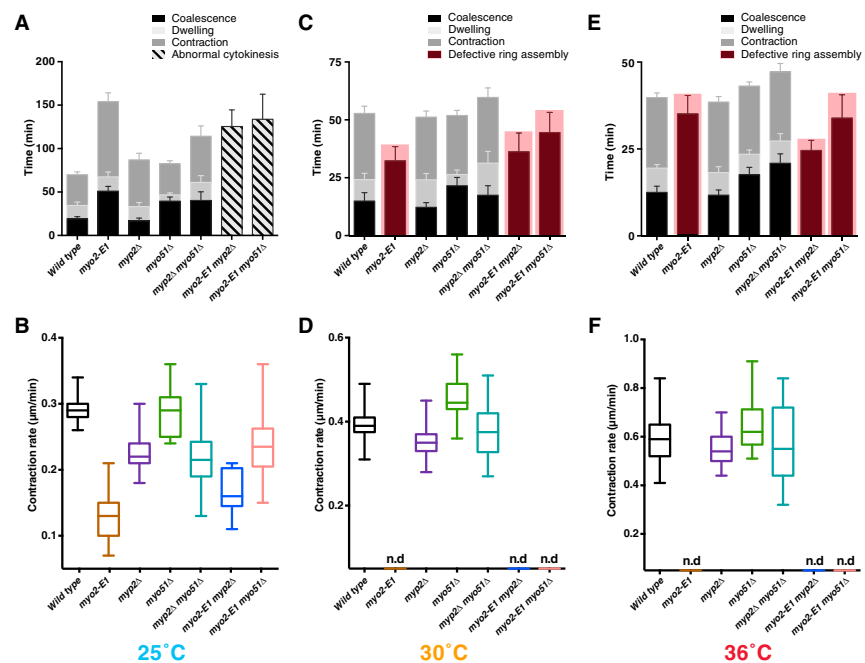 A
Coalescence
Dwelling
Contraction
Abnormal cytokinesis
Time (min)
200
150
100
50
0
Wild type
myo2-E1
myp2Δ
myo51Δ
myp2Δ myo51Δ
myo2-E1 myp2Δ
myo2-E1 myo51Δ
C
Coalescence
Dwelling
Contraction
Defective ring assembly
Time (min)
75
50
25
0
Wild type
myo2-E1
myp2Δ
myo51Δ
myp2Δ myo51Δ
myo2-E1 myp2Δ
myo2-E1 myo51Δ
E
Coalescence
Dwelling
Contraction
Defective ring assembly
Time (min)
50
25
0
Wild type
myo2-E1
myp2Δ
myo51Δ
myp2Δ myo51Δ
myo2-E1 myp2Δ
myo2-E1 myo51Δ
B
Contraction rate (µm/min)
0.4
0.3
0.2
0.1
Wild type
myo2-E1
myp2Δ
myo51Δ
myp2Δ myo51Δ
myo2-E1 myp2Δ
myo2-E1 myo51Δ
25˚C
D
Contraction rate (µm/min)
0.6
0.4
0.2
n.d
n.d
n.d
Wild type
myo2-E1
myp2Δ
myo51Δ
myp2Δ myo51Δ
myo2-E1 myp2Δ
myo2-E1 myo51Δ
30˚C
F
Contraction rate (µm/min)
1.0
0.8
0.6
0.4
0.2
n.d
n.d
n.d
Wild type
myo2-E1
myp2Δ
myo51Δ
myp2Δ myo51Δ
myo2-E1 myp2Δ
myo2-E1 myo51Δ
36˚C